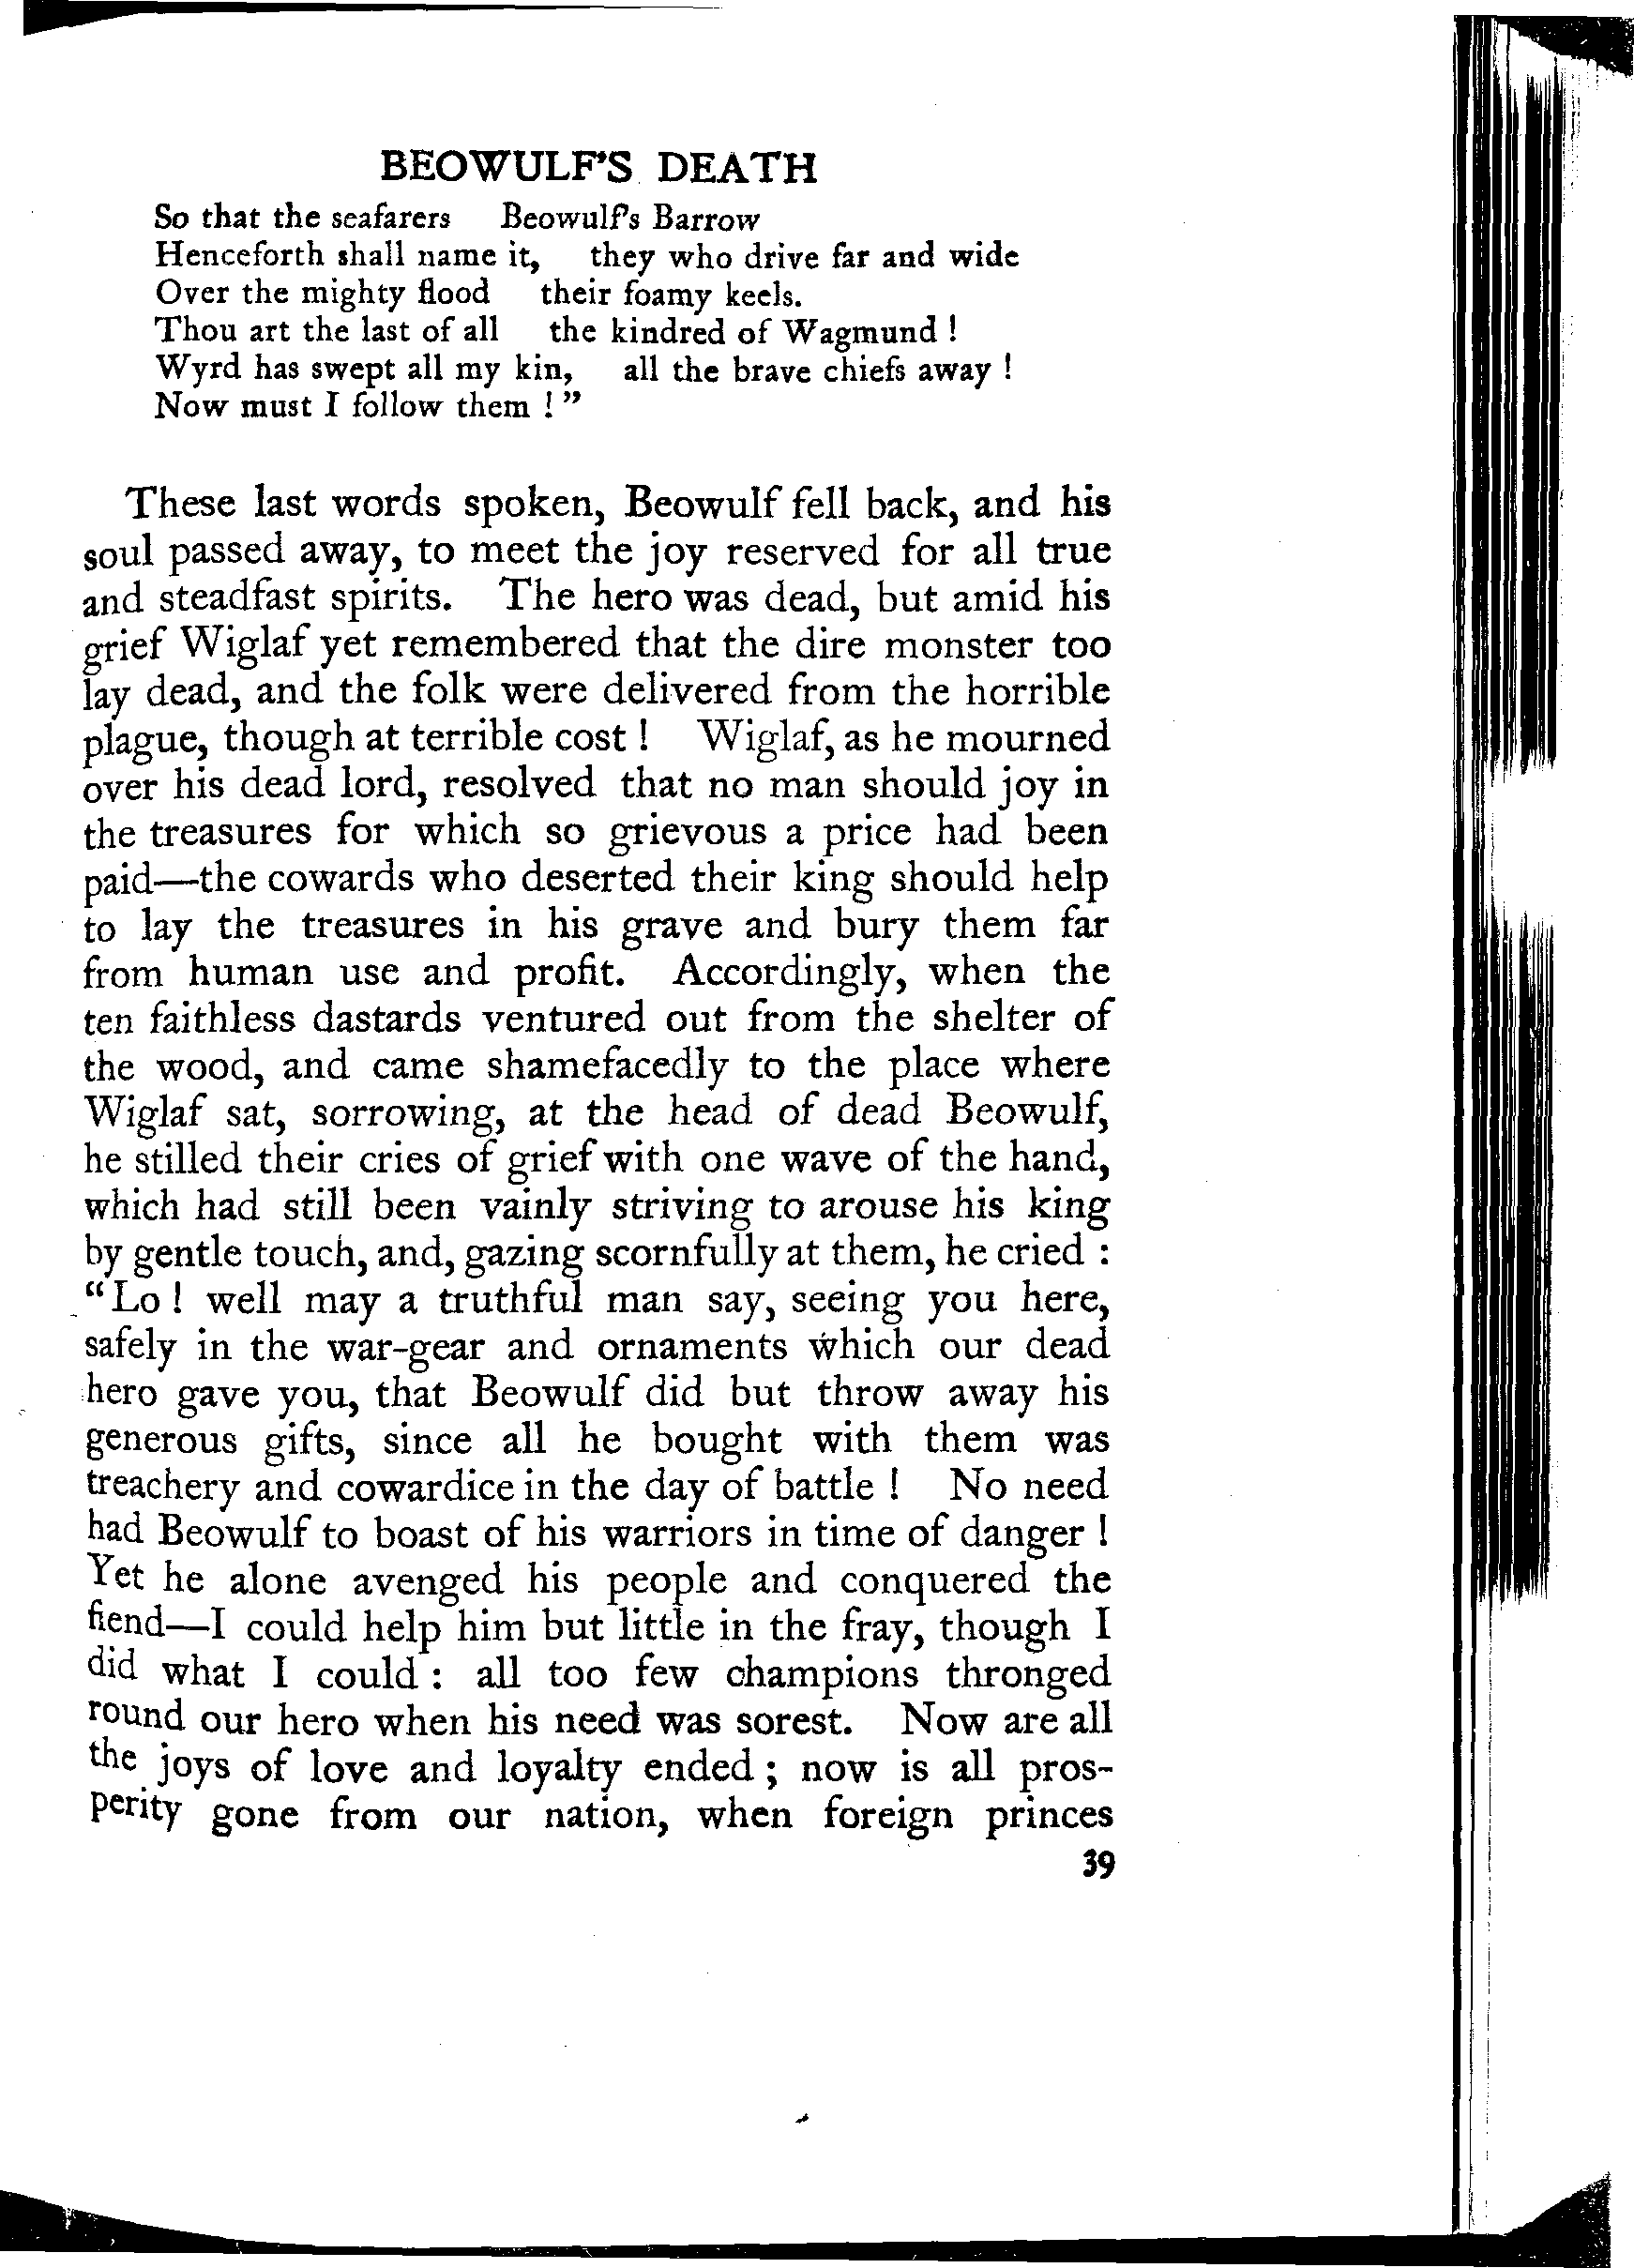 BEOWULF'S DEATH
So that the seafarers Beowulf's Barrow
Henceforth shall name it, they who drive far and wide
Over the mighty flood their foamy keels.
Thou art the last of all the kindred of Wagmund !
Wyrd has swept all my kin, all the brave chiefs away !
Now must I follow them ! ”
These last words spoken, Beowulf fell back, and his
soul passed away, to meet the joy reserved for all true
and steadfast spirits. The hero was dead, but amid his
grief Wiglaf yet remembered that the dire monster too
lay dead, and the folk were delivered from the horrible
plague, though at terrible cost ! Wiglaf, as he mourned
over his dead lord, resolved that no man should joy in
the treasures for which so grievous a price had been
paid—the cowards who deserted their king should help
to lay the treasures in his grave and bury them far
from human use and profit. Accordingly, when the
ten faithless dastards ventured out from the shelter of
the wood, and came shamefacedly to the place where
Wiglaf sat, sorrowing, at the head of dead Beowulf,
he stilled their cries of grief with one wave of the hand,
which had still been vainly striving to arouse his king
by gentle touch, and, gazing scornfully at them, he cried :
“Lo ! well may a truthful man say, seeing you here,
safely in the war-gear and ornaments which our dead
hero gave you, that Beowulf did but throw away his
generous gifts, since all he bought with them was
treachery and cowardice in the day of battle ! No need
had Beowulf to boast of his warriors in time of danger !
Yet he alone avenged his people and conquered the
fiend—I could help him but little in the fray, though I
did what I could : all too few champions thronged
round our hero when his need was sorest. Now are all
the joys of love and loyalty ended ; now is all pros-
perity gone from our nation, when foreign princes
39